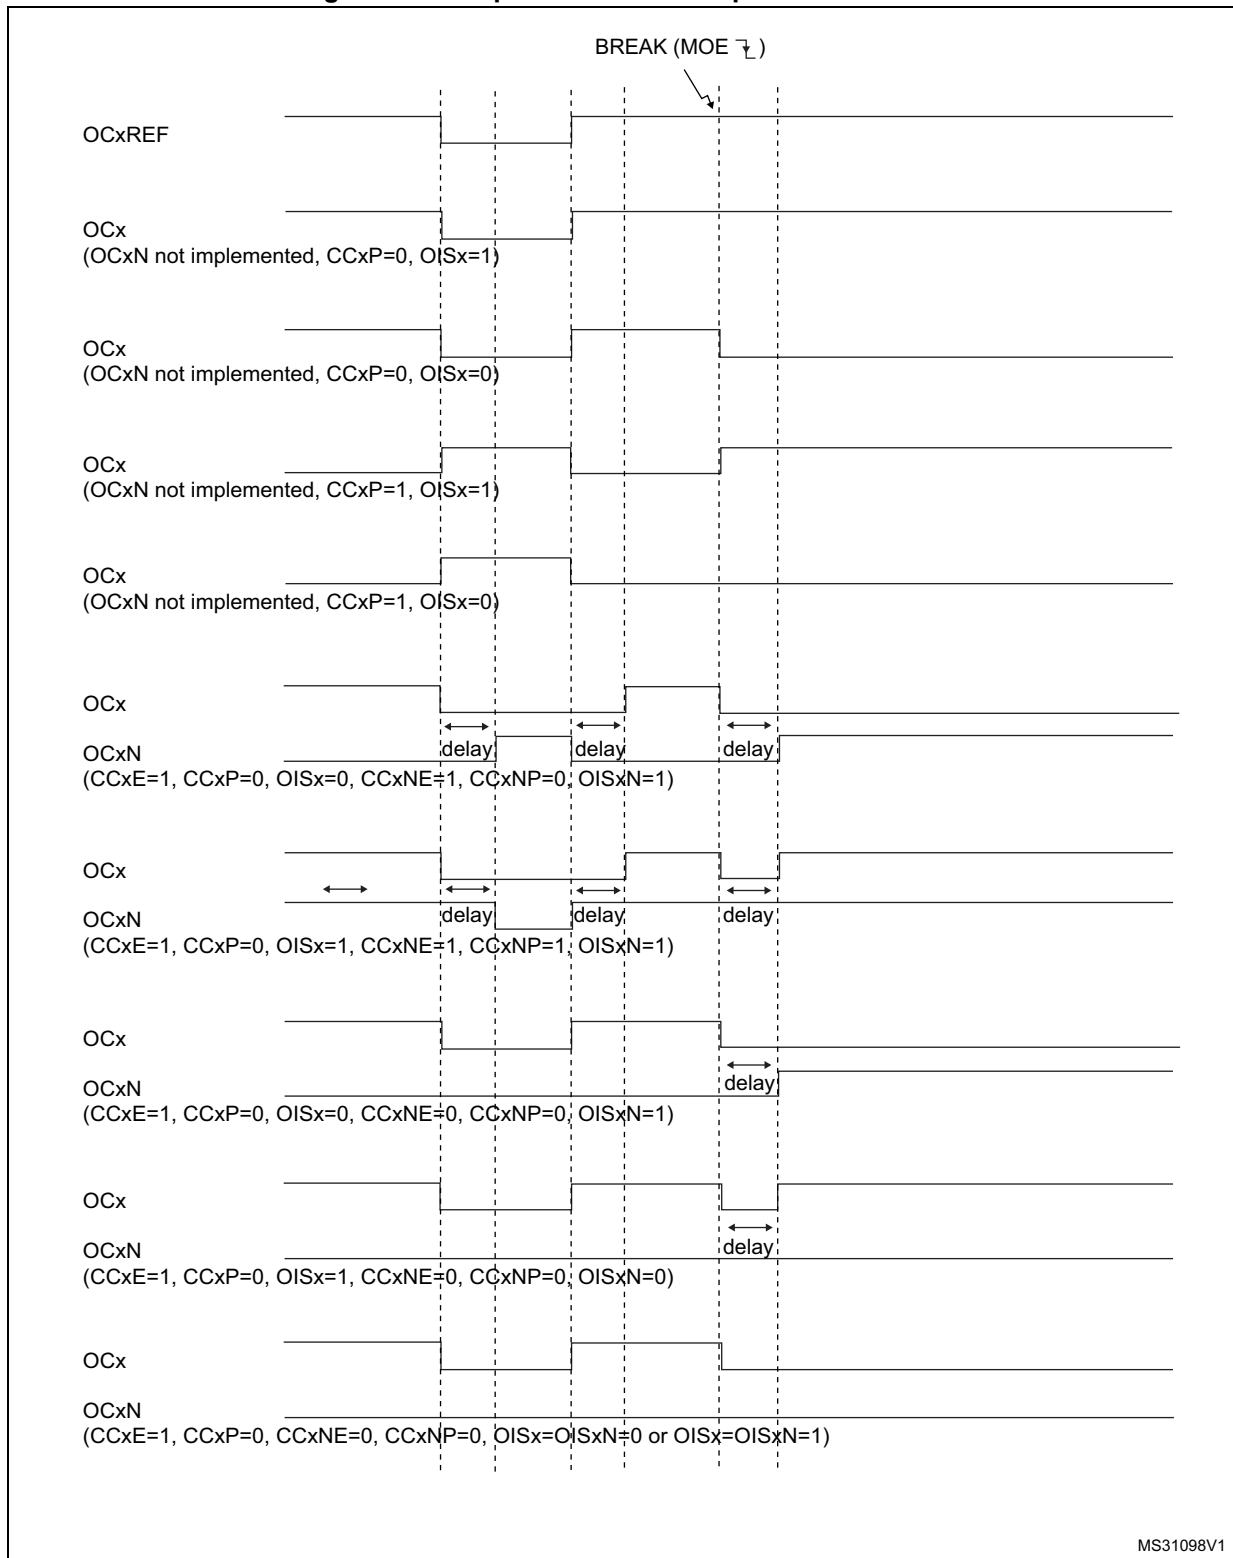 BREAK (MOE )
OCxREF
OCx
(OCxN not implemented, CCxP=0, OISx=1)
OCx
(OCxN not implemented, CCxP=0, OISx=0)
OCx
(OCxN not implemented, CCxP=1, OISx=1)
OCx
(OCxN not implemented, CCxP=1, OISx=0)
OCx
OCxN delay delay delay
(CCxE=1, CCxP=0, OISx=0, CCxNE=1, CCxNP=0, OISxN=1)
OCx
OCxN delay delay delay
(CCxE=1, CCxP=0, OISx=1, CCxNE=1, CCxNP=1, OISxN=1)
OCx
OCxN delay
(CCxE=1, CCxP=0, OISx=0, CCxNE=0, CCxNP=0, OISxN=1)
OCx
OCxN delay
(CCxE=1, CCxP=0, OISx=1, CCxNE=0, CCxNP=0, OISxN=0)
OCx
OCxN
(CCxE=1, CCxP=0, CCxNE=0, CCxNP=0, OISx=OISxN=0 or OISx=OISxN=1)
MS31098V1